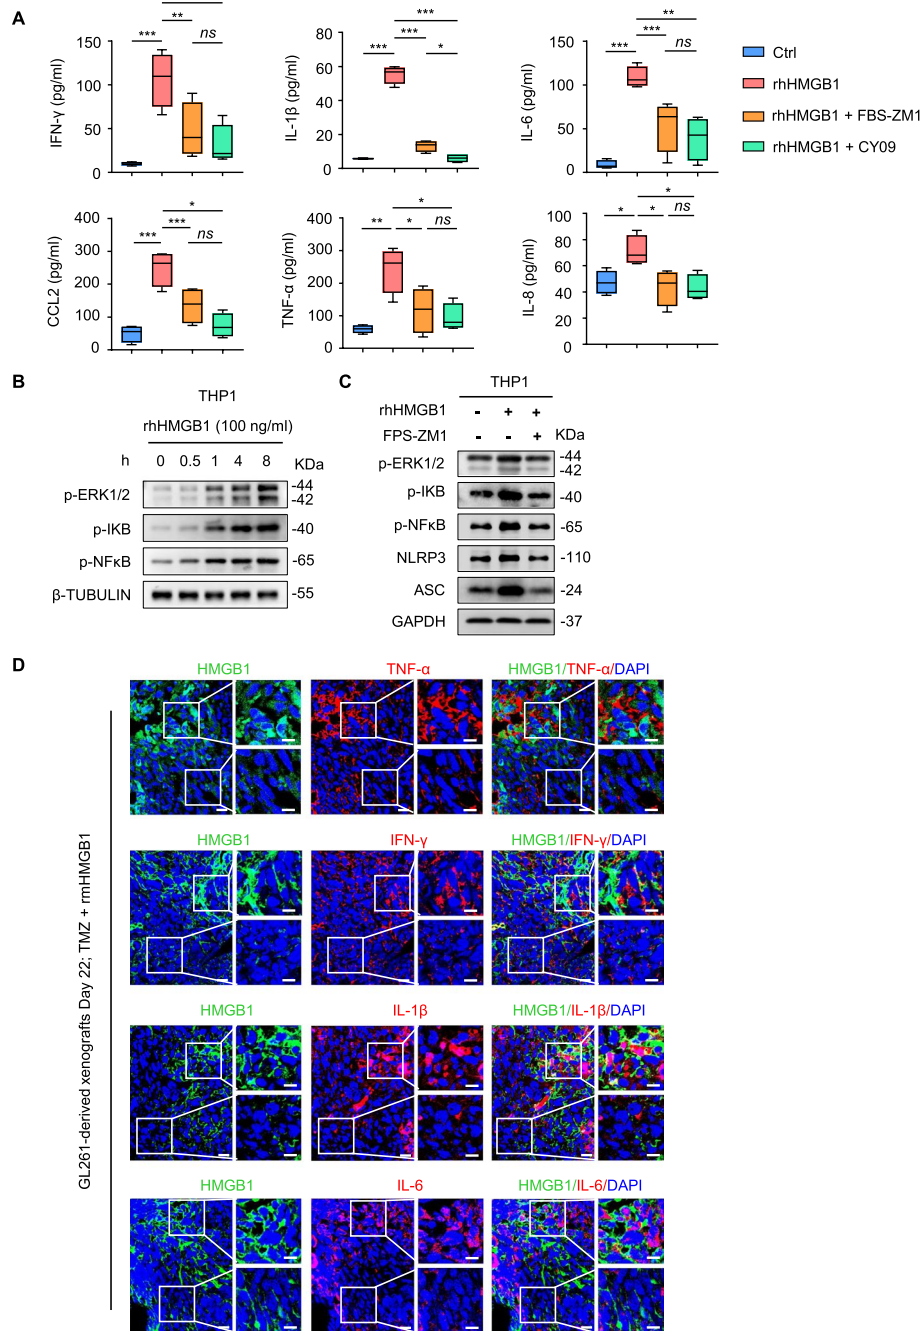 A
*** ** ns
IFN-γ (pg/ml)
150
100
50
0
***
*** *** *
IL-1β (pg/ml)
80
60
40
20
0
**
*** *** ns
IL-6 (pg/ml)
150
100
50
0
Ctrl
rhHMGB1
rhHMGB1 + FBS-ZM1
rhHMGB1 + CY09
*
*** *** ns
CCL2 (pg/ml)
400
300
200
100
0
*
** * ns
TNF-α (pg/ml)
400
300
200
100
0
*
* * ns
IL-8 (pg/ml)
100
80
60
40
20
0
B
THP1
rhHMGB1 (100 ng/ml)
h 0 0.5 1 4 8 KDa
p-ERK1/2 -44
-42
p-IKB -40
p-NFκB -65
β-TUBULIN -55
C
THP1
rhHMGB1 - + +
FPS-ZM1 - - + KDa
p-ERK1/2 -44
-42
p-IKB -40
p-NFκB -65
NLRP3 -110
ASC -24
GAPDH -37
D
GL261-derived xenografts Day 22; TMZ + rmHMGB1
HMGB1 TNF-α HMGB1/TNF-α/DAPI
HMGB1 IFN-γ HMGB1/IFN-γ/DAPI
HMGB1 IL-1β HMGB1/IL-1β/DAPI
HMGB1 IL-6 HMGB1/IL-6/DAPI